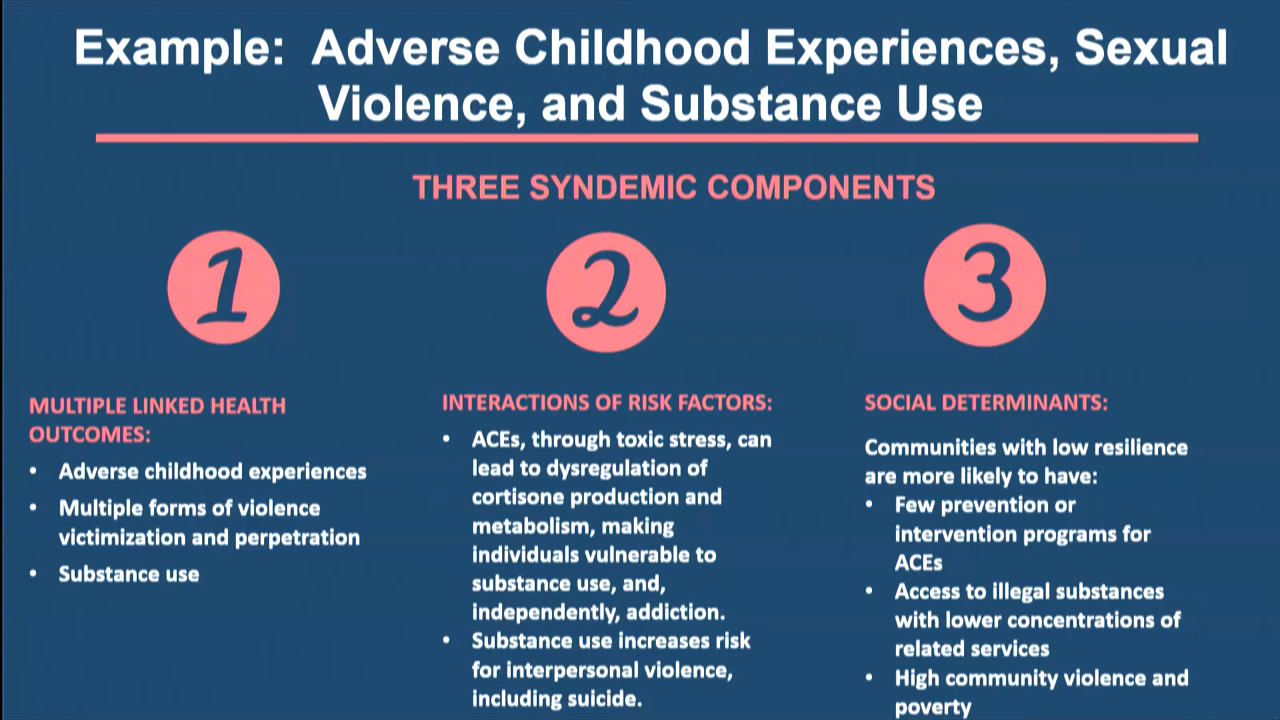 Example: Adverse Childhood Experiences, Sexual
Violence, and Substance Use
THREE SYNDEMIC COMPONENTS
1
2
3
MULTIPLE LINKED HEALTH
OUTCOMES:
• Adverse childhood experiences
• Multiple forms of violence
victimization and perpetration
• Substance use
INTERACTIONS OF RISK FACTORS:
• ACEs, through toxic stress, can
lead to dysregulation of
cortisone production and
metabolism, making
individuals vulnerable to
substance use, and,
independently, addiction.
• Substance use increases risk
for interpersonal violence,
including suicide.
SOCIAL DETERMINANTS:
Communities with low resilience
are more likely to have:
• Few prevention or
intervention programs for
ACEs
• Access to illegal substances
with lower concentrations of
related services
• High community violence and
poverty